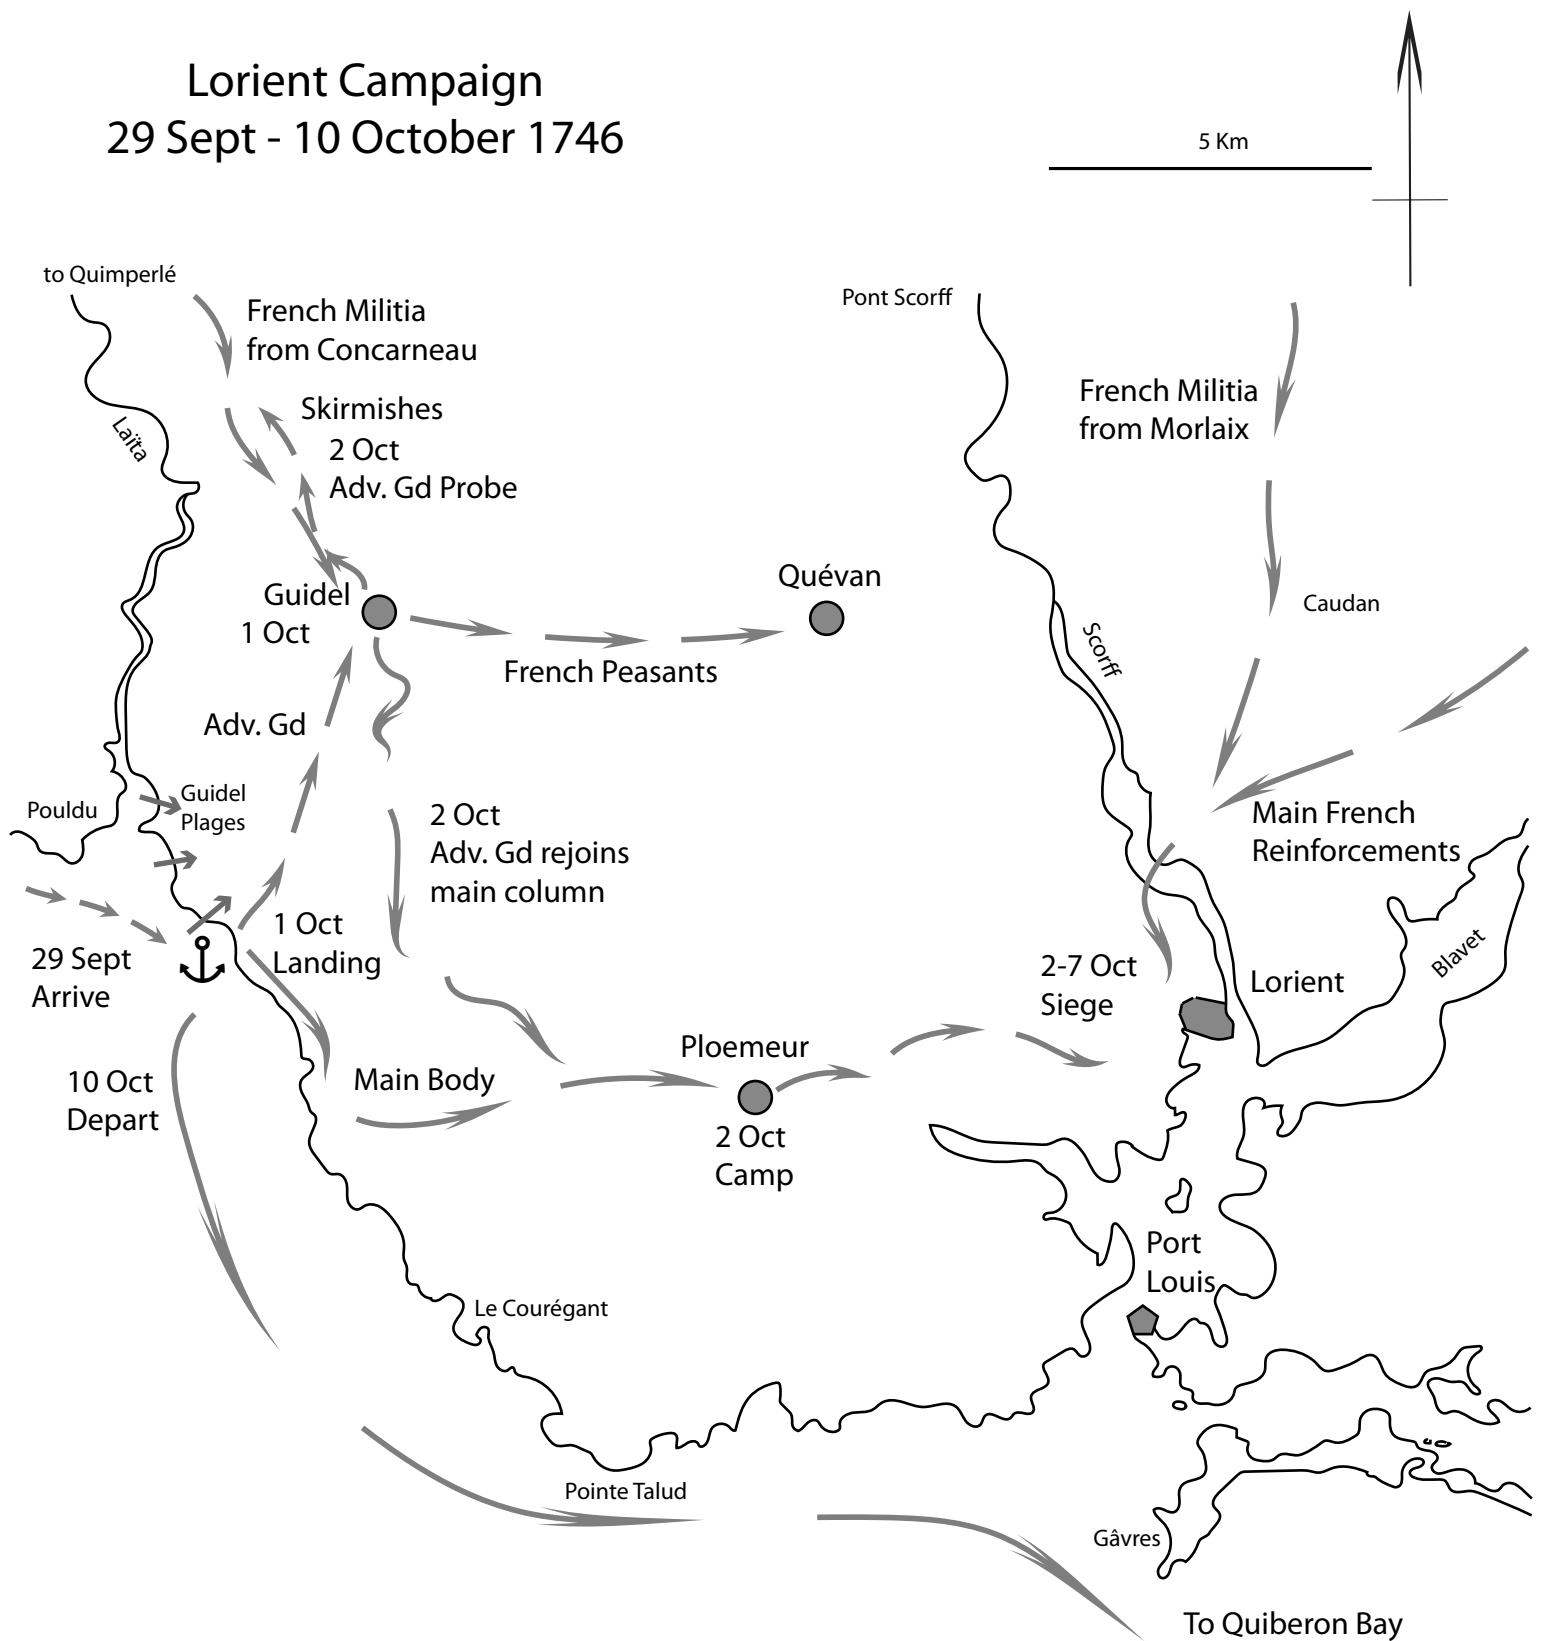 Lorient Campaign
29 Sept - 10 October 1746
5 Km
to Quimperlé
French Militia
from Concarneau
Pont Scorff
French Militia
from Morlaix
Skirmishes
2 Oct
Adv. Gd Probe
Laïta
Guidel
1 Oct
Quévan
French Peasants
Caudan
Scorff
Adv. Gd
Guidel
Plages
Pouldu
2 Oct
Adv. Gd rejoins
main column
Main French
Reinforcements
1 Oct
Landing
29 Sept
Arrive
2-7 Oct
Siege
Lorient
Blavet
10 Oct
Depart
Main Body
Ploemeur
2 Oct
Camp
Port
Louis
Le Courégant
Pointe Talud
Gâvres
To Quiberon Bay